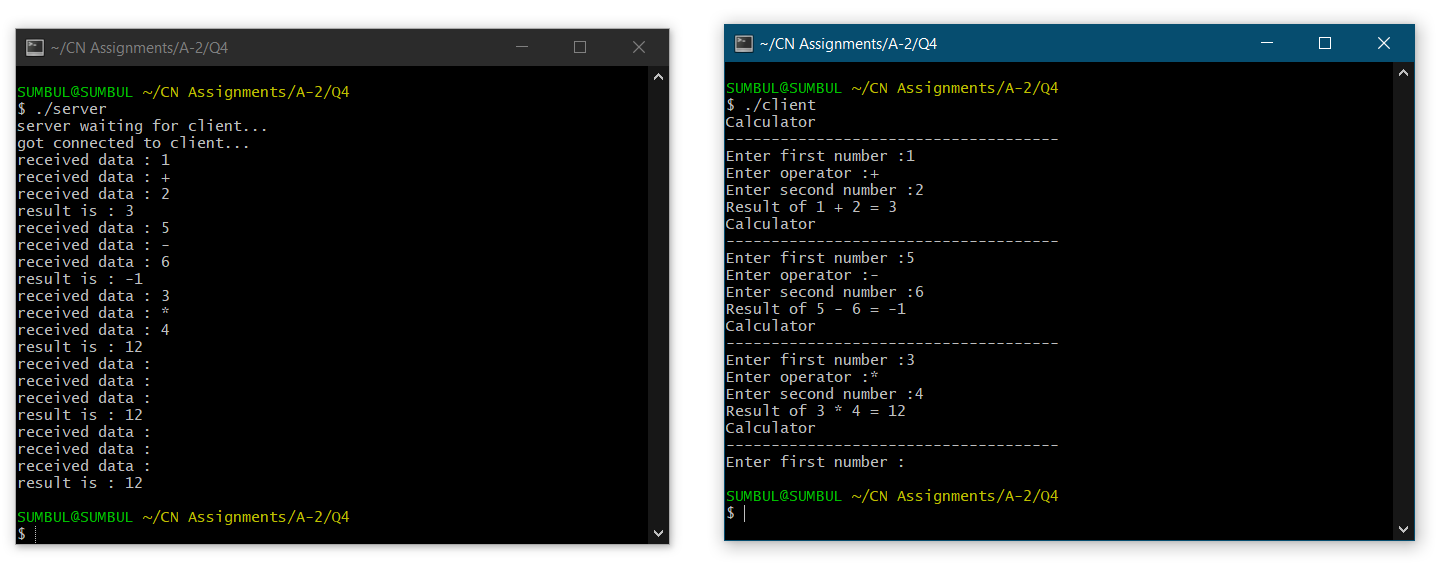 ~/CN Assignments/A-2/Q4
SUMBUL@SUMBUL ~/CN Assignments/A-2/Q4
$ ./server
server waiting for client...
got connected to client...
received data : 1
received data : +
received data : 2
result is : 3
received data : 5
received data : -
received data : 6
result is : -1
received data : 3
received data : *
received data : 4
result is : 12
received data :
received data :
received data :
result is : 12
received data :
received data :
received data :
result is : 12
SUMBUL@SUMBUL ~/CN Assignments/A-2/Q4
$
~/CN Assignments/A-2/Q4
SUMBUL@SUMBUL ~/CN Assignments/A-2/Q4
$ ./client
Calculator
-------------------------------------
Enter first number :1
Enter operator :+
Enter second number :2
Result of 1 + 2 = 3
Calculator
-------------------------------------
Enter first number :5
Enter operator :-
Enter second number :6
Result of 5 - 6 = -1
Calculator
-------------------------------------
Enter first number :3
Enter operator :*
Enter second number :4
Result of 3 * 4 = 12
Calculator
-------------------------------------
Enter first number :
SUMBUL@SUMBUL ~/CN Assignments/A-2/Q4
$